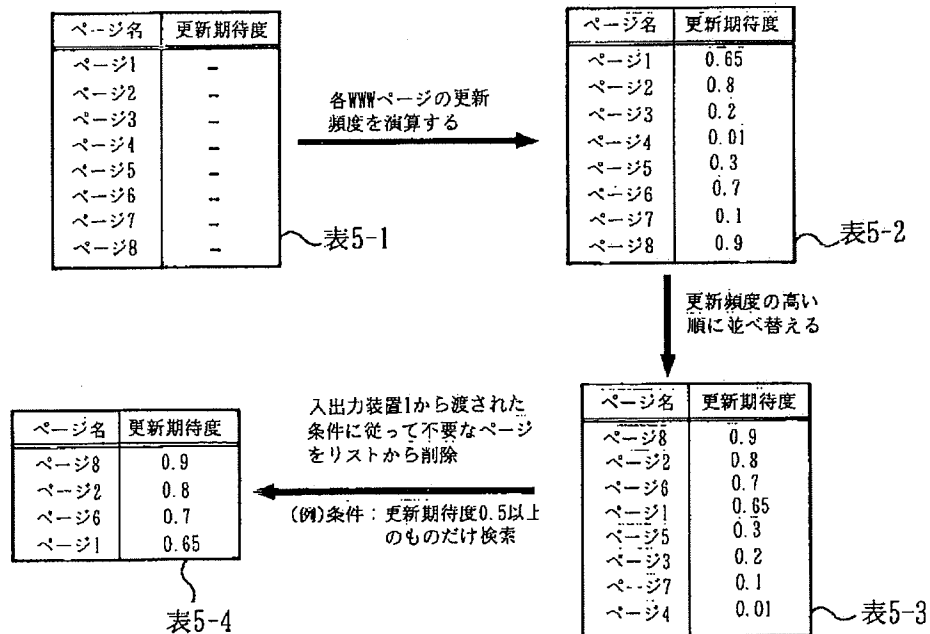 ページ名 更新期待度
ページ1 -
ページ2 -
ページ3 -
ページ4 -
ページ5 -
ページ6 -
ページ7 -
ページ8 -
表5-1
各WWWページの更新
頻度を演算する
ページ名 更新期待度
ページ1 0.65
ページ2 0.8
ページ3 0.2
ページ4 0.01
ページ5 0.3
ページ6 0.7
ページ7 0.1
ページ8 0.9
表5-2
更新頻度の高い
順に並べ替える
ページ名 更新期待度
ページ8 0.9
ページ2 0.8
ページ6 0.7
ページ1 0.65
ページ5 0.3
ページ3 0.2
ページ7 0.1
ページ4 0.01
表5-3
入出力装置1から渡された
条件に従って不要なページ
をリストから削除
(例)条件：更新期待度0.5以上
のものだけ検索
ページ名 更新期待度
ページ8 0.9
ページ2 0.8
ページ6 0.7
ページ1 0.65
表5-4